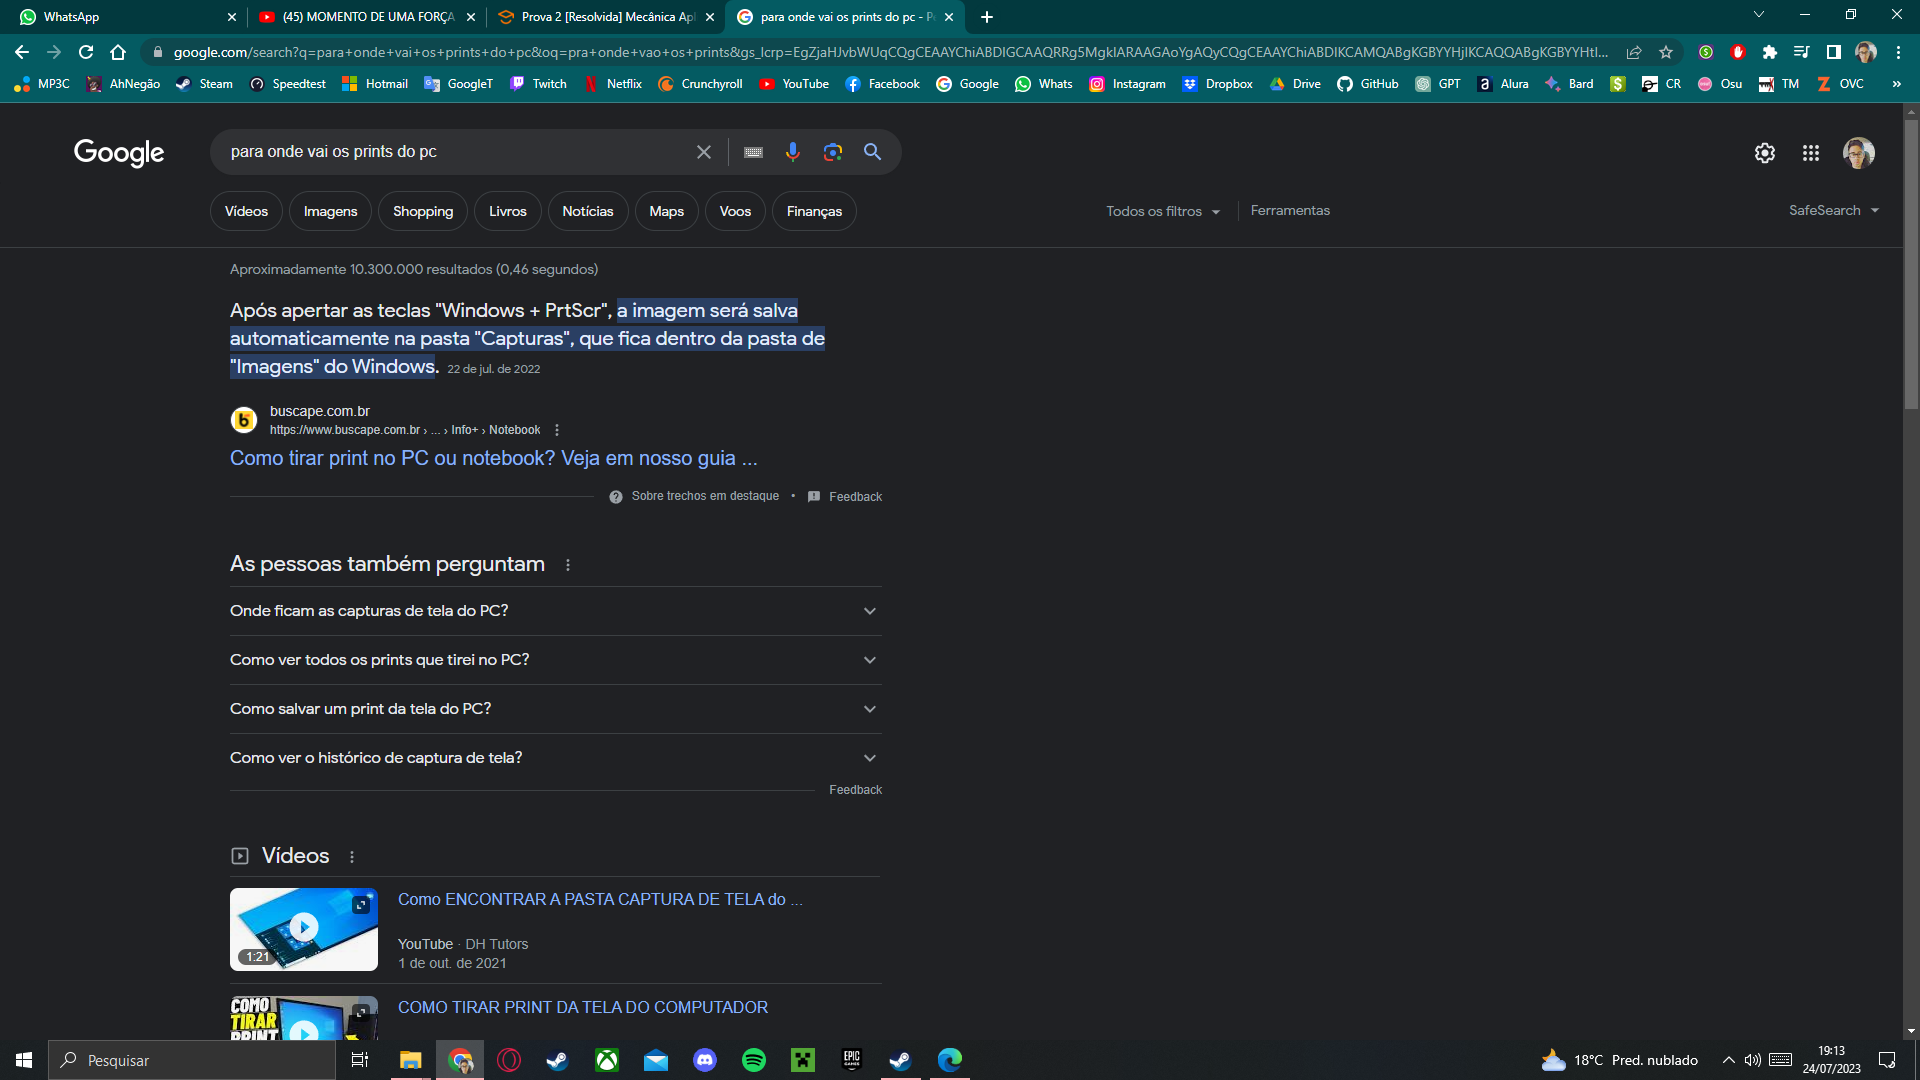 WhatsApp
(45) MOMENTO DE UMA FORÇA
Prova 2 [Resolvida] Mecânica Apl
para onde vai os prints do pc - P
google.com/search?q=para+onde+vai+os+prints+do+pc&oq=pra+onde+vao+os+prints&gs_lcrp=EgZjaHJvbWUqCQgCEAAYChiABDIGCAAQRRg5MgkIARAAGAoYgAQyCQgCEAAYChiABDIKCAMQABgKGBYYHjIKCAQQABgKGBYYHtI...
MP3C AhNegão Steam Speedtest Hotmail GoogleT Twitch Netflix Crunchyroll YouTube Facebook Google Whats Instagram Dropbox Drive GitHub GPT Alura Bard CR Osu TM OVC
Google
para onde vai os prints do pc
Vídeos Imagens Shopping Livros Notícias Maps Voos Finanças
Todos os filtros Ferramentas SafeSearch
Aproximadamente 10.300.000 resultados (0,46 segundos)
Após apertar as teclas "Windows + PrtScr", a imagem será salva
automaticamente na pasta "Capturas", que fica dentro da pasta de
"Imagens" do Windows. 22 de jul. de 2022
buscape.com.br
https://www.buscape.com.br › ... › Info+ › Notebook
Como tirar print no PC ou notebook? Veja em nosso guia ...
Sobre trechos em destaque • Feedback
As pessoas também perguntam
Onde ficam as capturas de tela do PC?
Como ver todos os prints que tirei no PC?
Como salvar um print da tela do PC?
Como ver o histórico de captura de tela?
Feedback
Vídeos
Como ENCONTRAR A PASTA CAPTURA DE TELA do ...
YouTube · DH Tutors
1:21
1 de out. de 2021
COMO
TIRAR
PRINT
COMO TIRAR PRINT DA TELA DO COMPUTADOR
Pesquisar
EPIC
GAMES
18°C Pred. nublado
19:13
24/07/2023